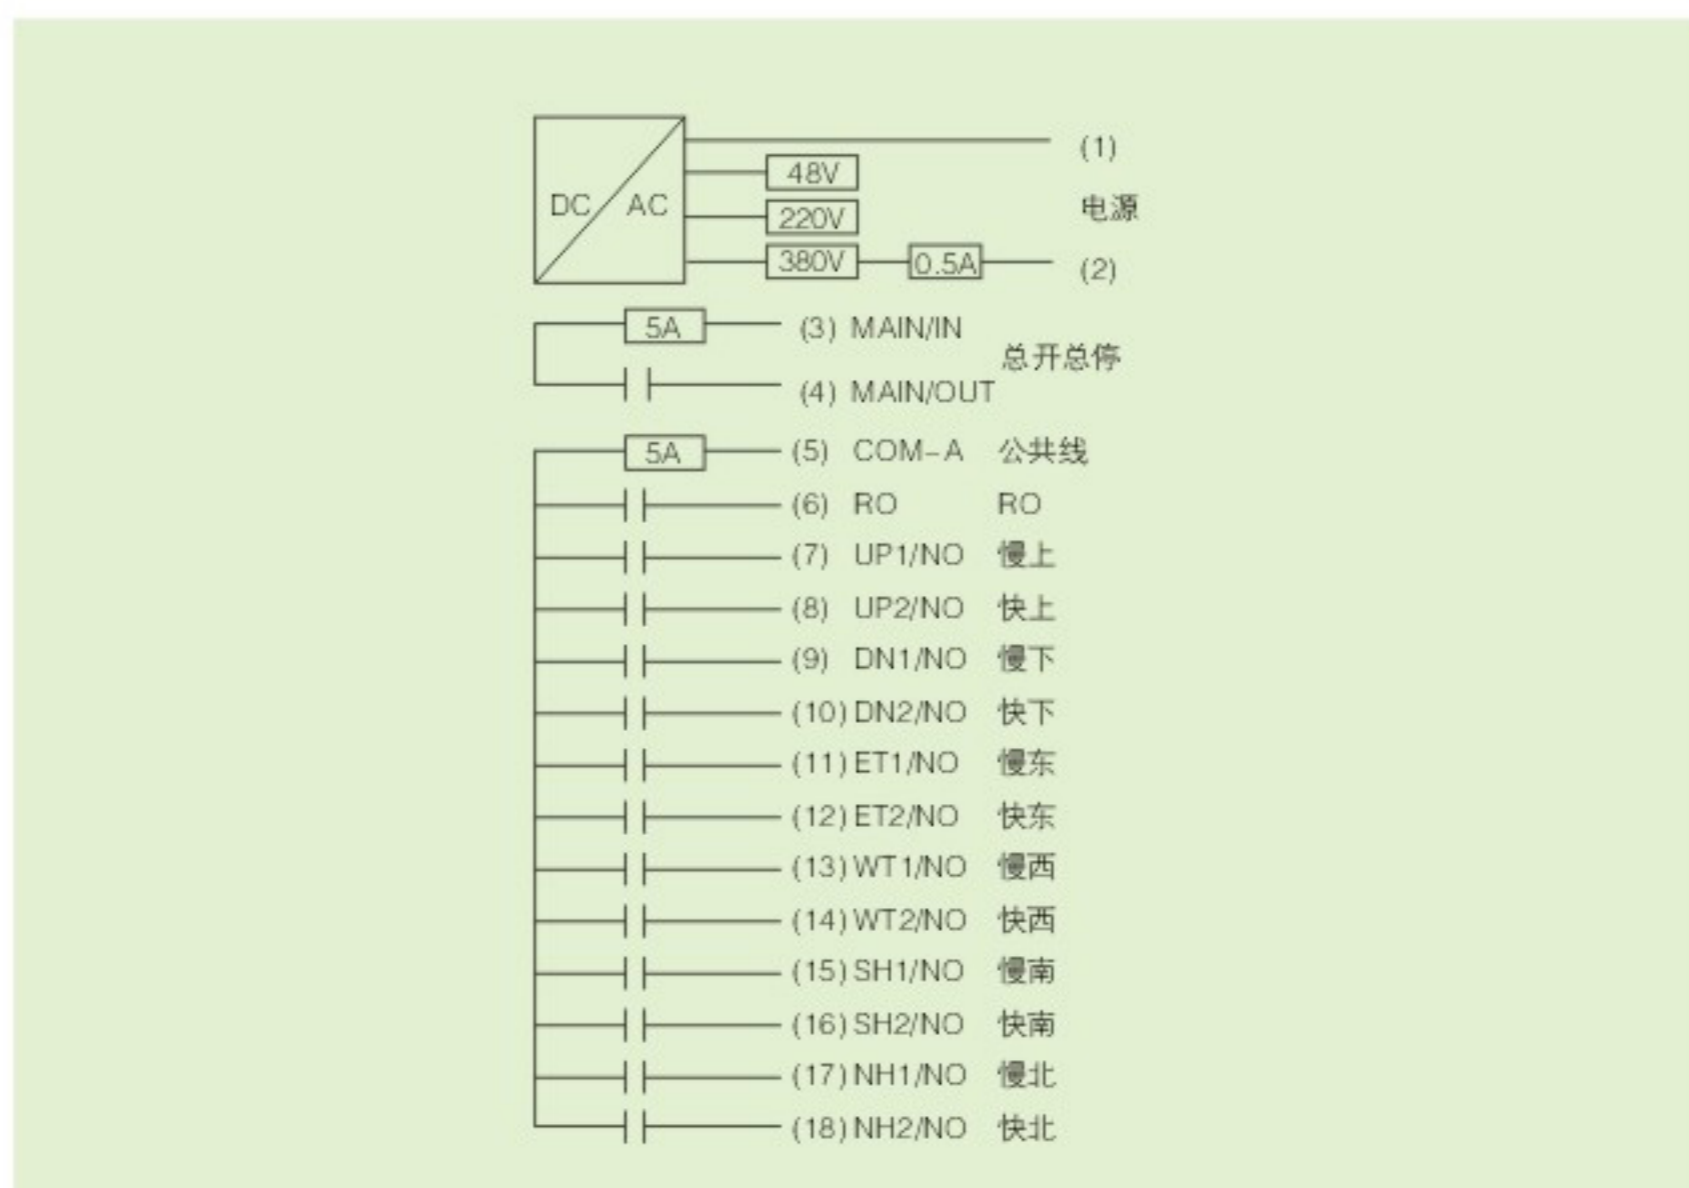 (1)
48V
DC AC 220V 电源
380V 0.5A (2)
5A (3) MAIN/IN
总开总停
(4) MAIN/OUT
5A (5) COM-A 公共线
(6) RO RO
(7) UP1/NO 慢上
(8) UP2/NO 快上
(9) DN1/NO 慢下
(10) DN2/NO 快下
(11) ET1/NO 慢东
(12) ET2/NO 快东
(13) WT1/NO 慢西
(14) WT2/NO 快西
(15) SH1/NO 慢南
(16) SH2/NO 快南
(17) NH1/NO 慢北
(18) NH2/NO 快北